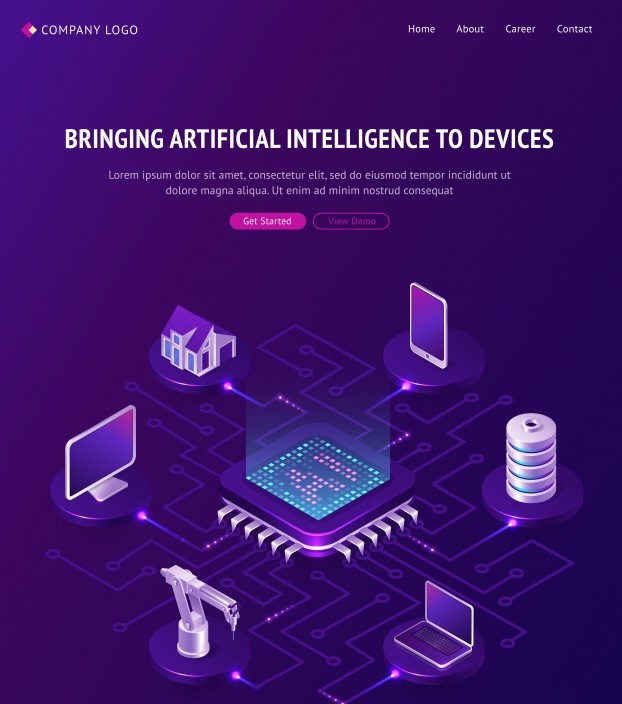 COMPANY LOGO
Home About Career Contact
BRINGING ARTIFICIAL INTELLIGENCE TO DEVICES
Lorem ipsum dolor sit amet, consectetur elit, sed do eiusmod tempor incididunt ut
dolore magna aliqua. Ut enim ad minim nostrud consequat
Get Started View Demo
AI